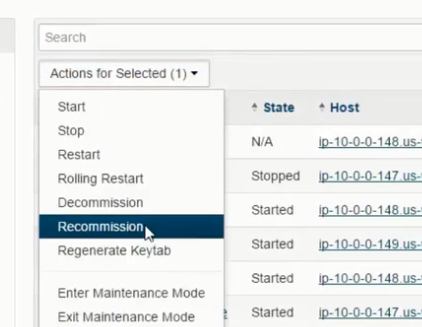 Search
Actions for Selected (1)
State Host
Start
N/A ip-10-0-0-148.us-
Stop
Restart
Stopped ip-10-0-0-147.us-
Rolling Restart
Decommission
Started ip-10-0-0-148.us-
Recommission
Started ip-10-0-0-149.us-
Regenerate Keytab
Started ip-10-0-0-148.us-
Enter Maintenance Mode
Exit Maintenance Mode
Started ip-10-0-0-147.us-